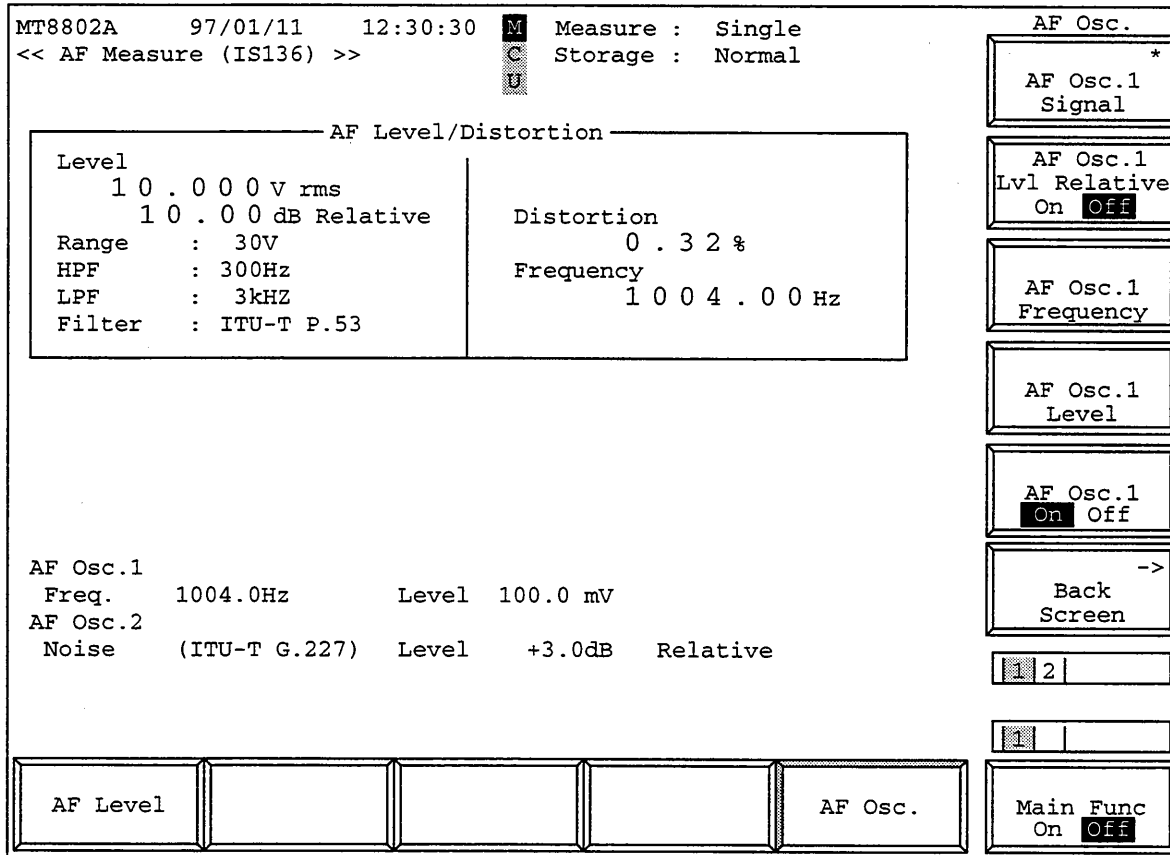 MT8802A 97/01/11 12:30:30 M Measure : Single
<< AF Measure (IS136) >> C Storage : Normal
U
AF Level/Distortion
Level
10.000V rms
10.00dB Relative
Range : 30V
HPF : 300Hz
LPF : 3kHZ
Filter : ITU-T P.53
Distortion
0.32%
Frequency
1004.00Hz
AF Osc.1
Freq. 1004.0Hz Level 100.0 mV
AF Osc.2
Noise (ITU-T G.227) Level +3.0dB Relative
AF Level
AF Osc.
AF Osc.
*
AF Osc.1
Signal
AF Osc.1
Lvl Relative
On Off
AF Osc.1
Frequency
AF Osc.1
Level
AF Osc.1
On Off
->
Back
Screen
1 2
1
Main Func
On Off